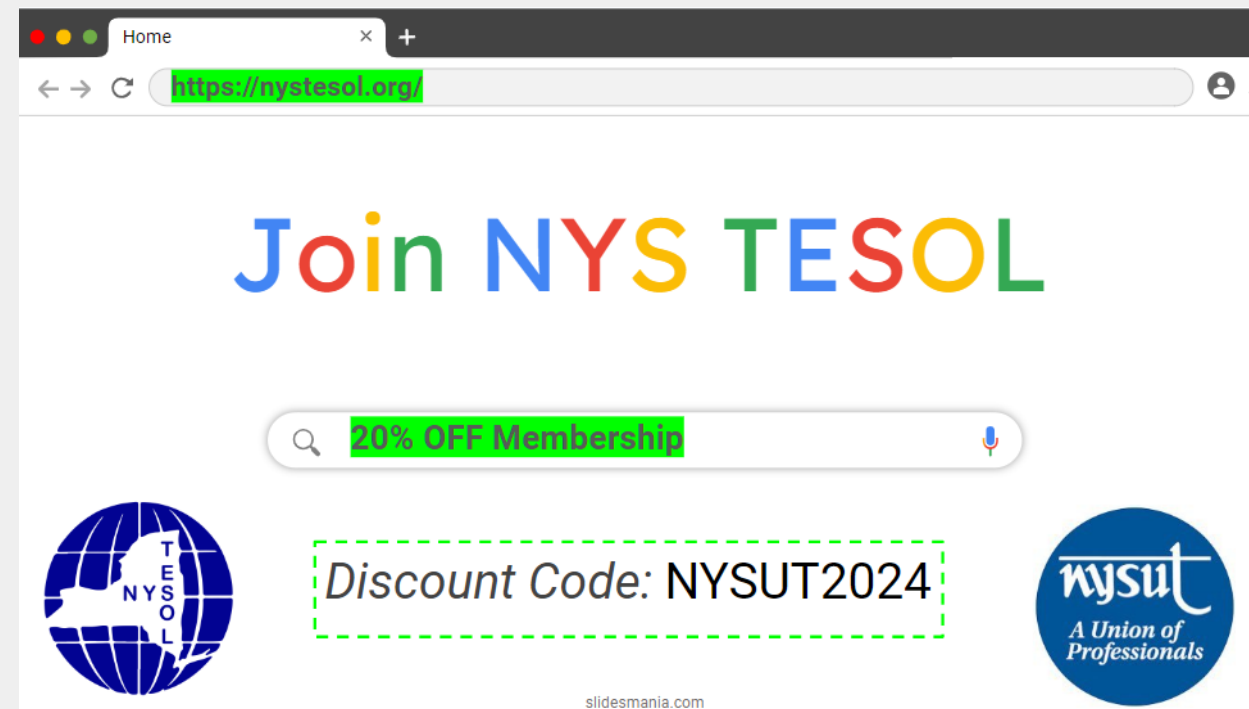 Home
https://nystesol.org/
Join NYS TESOL
20% OFF Membership
NYS
TESOL
Discount Code: NYSUT2024
nysut
A Union of
Professionals
slidesmania.com